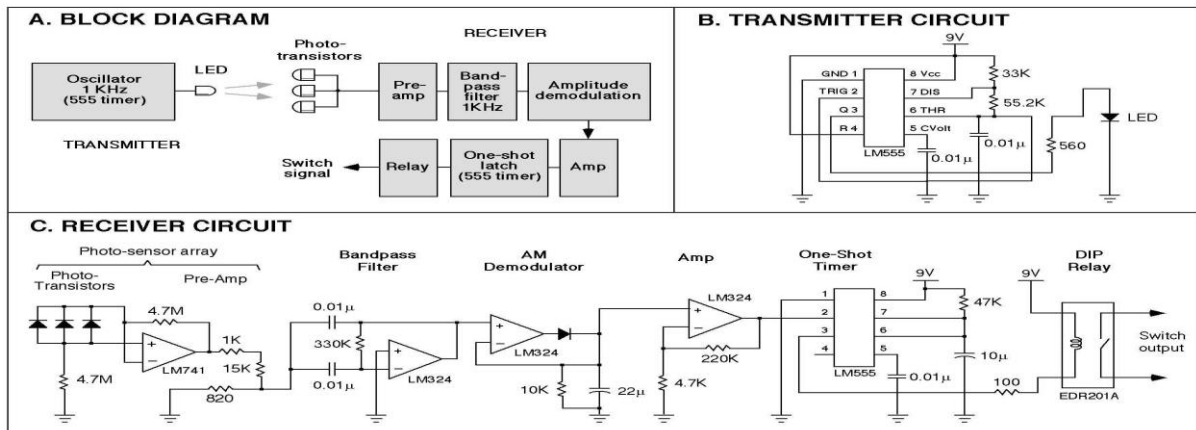 A. BLOCK DIAGRAM
RECEIVER
Photo-
transistors
LED
Oscillator
1 KHz
(555 timer)
Pre-
amp
Band-
pass
filter
1KHz
Amplitude
demodulation
TRANSMITTER
Switch
signal
Relay
One-shot
latch
(555 timer)
Amp
B. TRANSMITTER CIRCUIT
9V
GND 1
8 Vcc
33K
TRIG 2
7 DIS
55.2K
Q 3
6 THR
R 4
5 CVolt
LM555
0.01µ
0.01µ
560
LED
C. RECEIVER CIRCUIT
Photo-sensor array
Photo-
Transistors
Pre-Amp
4.7M
1K
15K
LM741
4.7M
820
Bandpass
Filter
0.01µ
330K
0.01µ
LM324
AM
Demodulator
LM324
10K
22µ
Amp
LM324
220K
4.7K
One-Shot
Timer
9V
1
8
2
7
3
6
4
5
47K
LM555
0.01µ
10µ
100
DIP
Relay
9V
Switch
output
EDR201A